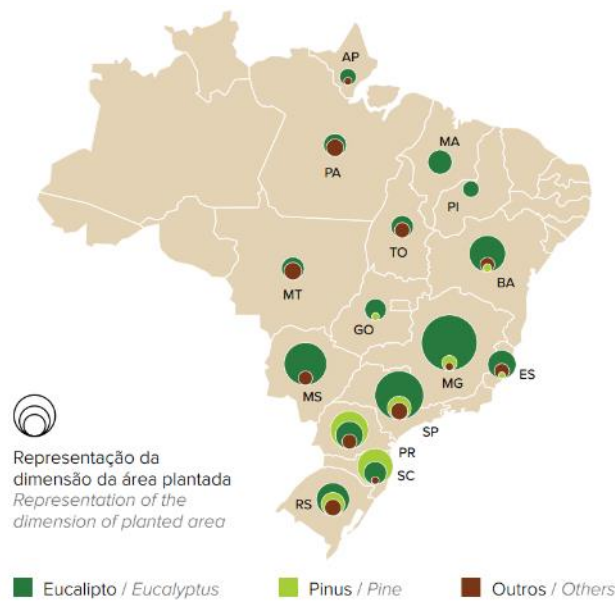 AP
MA
PA
PI
TO
BA
MT
GO
MG
ES
MS
SP
PR
SC
RS
Representação da
dimensão da área plantada
Representation of the
dimension of planted area
Eucalipto / Eucalyptus
Pinus / Pine
Outros / Others